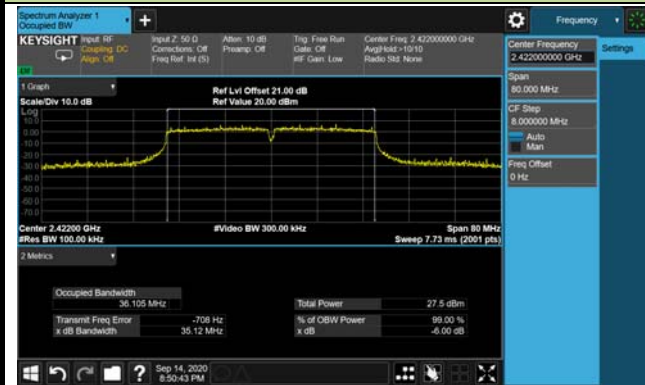 Spectrum Analyzer 1
Occupied BW
Frequency
KEYSIGHT
Input: RF
Coupling: DC
Align: Off
Input Z: 50 Ω
Corrections: Off
Freq Ref: Int (S)
Atten: 10 dB
Preamp: Off
Trig: Free Run
Gate: Off
#IF Gain: Low
Center Freq: 2.422000000 GHz
Avg|Hold:>10/10
Radio Std: None
Center Frequency
2.422000000 GHz
Settings
Span
80.000 MHz
CF Step
8.000000 MHz
Auto
Man
Freq Offset
0 Hz
1 Graph
Scale/Div 10.0 dB
Ref Lvl Offset 21.00 dB
Ref Value 20.00 dBm
Log
10.0
0.00
-10.0
-20.0
-30.0
-40.0
-50.0
-60.0
-70.0
Center 2.42200 GHz
#Video BW 300.00 kHz
Span 80 MHz
#Res BW 100.00 kHz
Sweep 7.73 ms (2001 pts)
2 Metrics
Occupied Bandwidth
36.105 MHz
Total Power 27.5 dBm
Transmit Freq Error -708 Hz
% of OBW Power 99.00 %
x dB Bandwidth 35.12 MHz
x dB -6.00 dB
?
Sep 14, 2020
8:50:43 PM